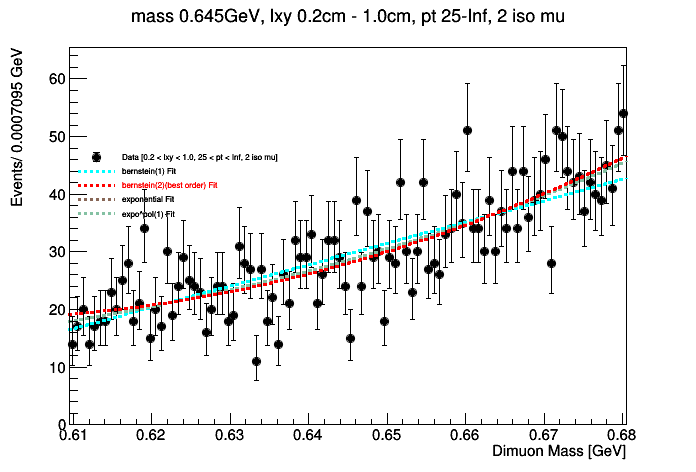 mass 0.645GeV, lxy 0.2cm - 1.0cm, pt 25-Inf, 2 iso mu
Events/ 0.0007095 GeV
60
50
40
30
20
10
0
Data [0.2 < lxy < 1.0, 25 < pt < Inf, 2 iso mu]
bernstein(1) Fit
bernstein(2)(best order) Fit
exponential Fit
expo*pol(1) Fit
0.61 0.62 0.63 0.64 0.65 0.66 0.67 0.68
Dimuon Mass [GeV]